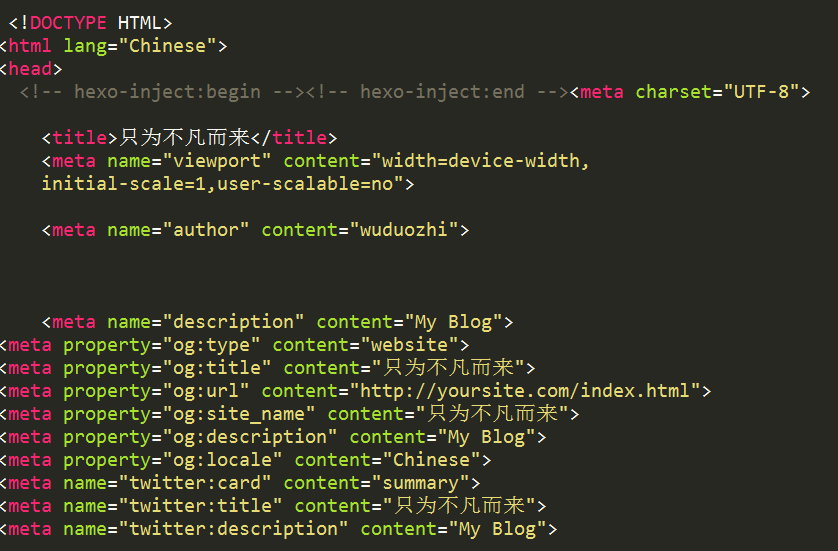 <!DOCTYPE HTML>
<html lang="Chinese">
<head>
<!-- hexo-inject:begin --><!-- hexo-inject:end --><meta charset="UTF-8">
<title>只为不凡而来</title>
<meta name="viewport" content="width=device-width,
initial-scale=1,user-scalable=no">
<meta name="author" content="wuduozhi">
<meta name="description" content="My Blog">
<meta property="og:type" content="website">
<meta property="og:title" content="只为不凡而来">
<meta property="og:url" content="http://yoursite.com/index.html">
<meta property="og:site_name" content="只为不凡而来">
<meta property="og:description" content="My Blog">
<meta property="og:locale" content="Chinese">
<meta name="twitter:card" content="summary">
<meta name="twitter:title" content="只为不凡而来">
<meta name="twitter:description" content="My Blog">